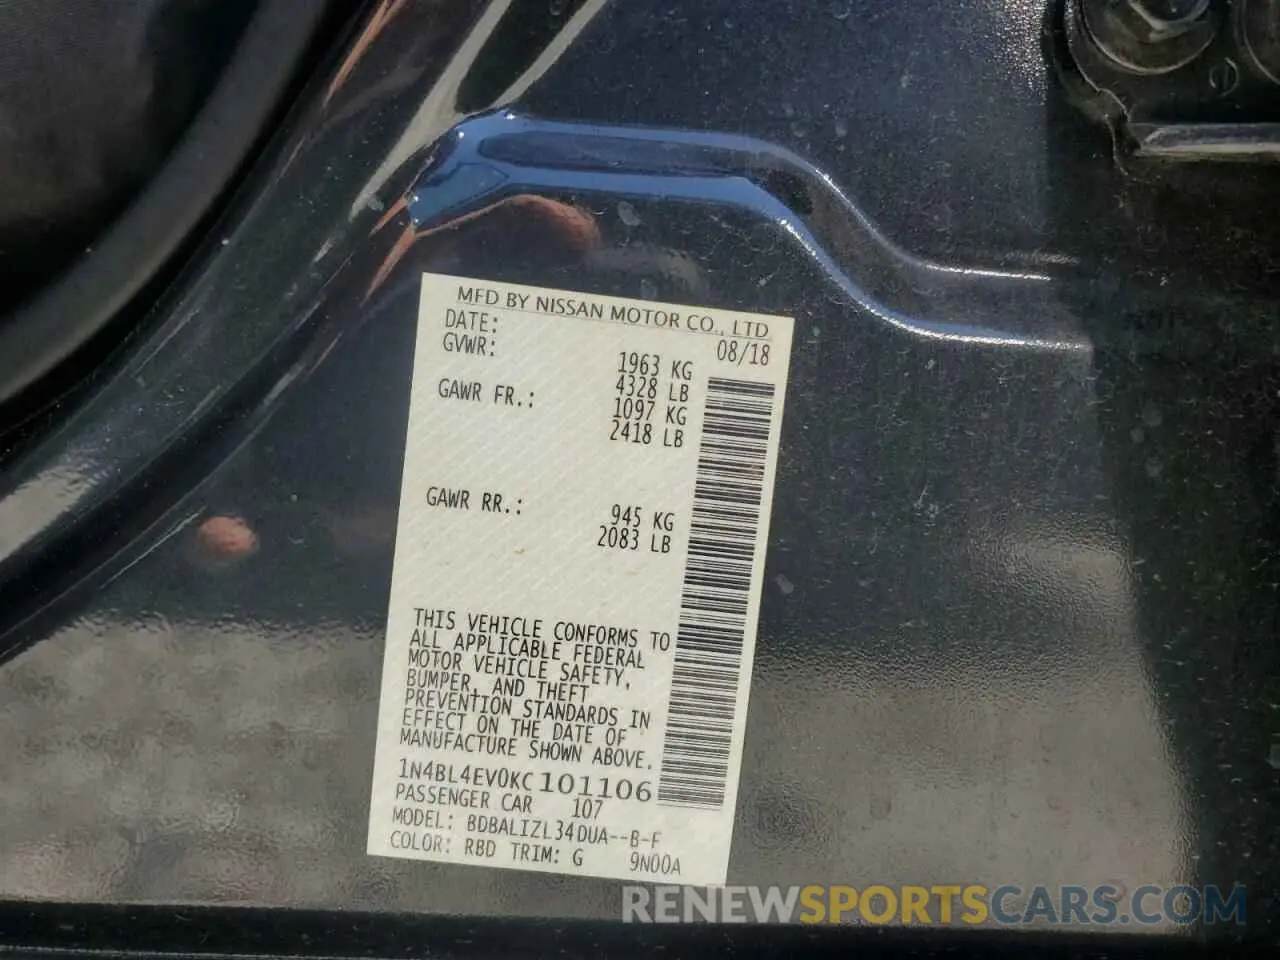 MFD BY NISSAN MOTOR CO., LTD.
DATE: 08/18
GVWR: 1963 KG
4328 LB
GAWR FR.: 1097 KG
2418 LB
GAWR RR.: 945 KG
2083 LB
THIS VEHICLE CONFORMS TO
ALL APPLICABLE FEDERAL
MOTOR VEHICLE SAFETY,
BUMPER, AND THEFT
PREVENTION STANDARDS IN
EFFECT ON THE DATE OF
MANUFACTURE SHOWN ABOVE.
1N4BL4EV0KC101106
PASSENGER CAR 107
MODEL: BDBALIZL34DUA--B-F
COLOR: RBD TRIM: G 9N00A
RENEWSPORTSCARS.COM